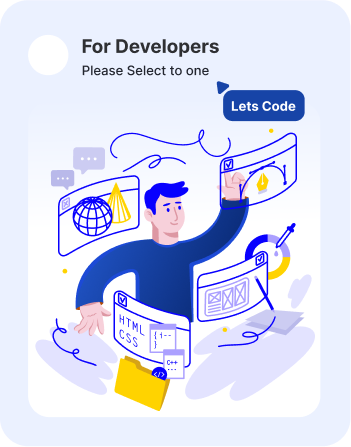 For Developers
Please Select to one
Lets Code
HTML
CSS
{;--
}
C++
</>